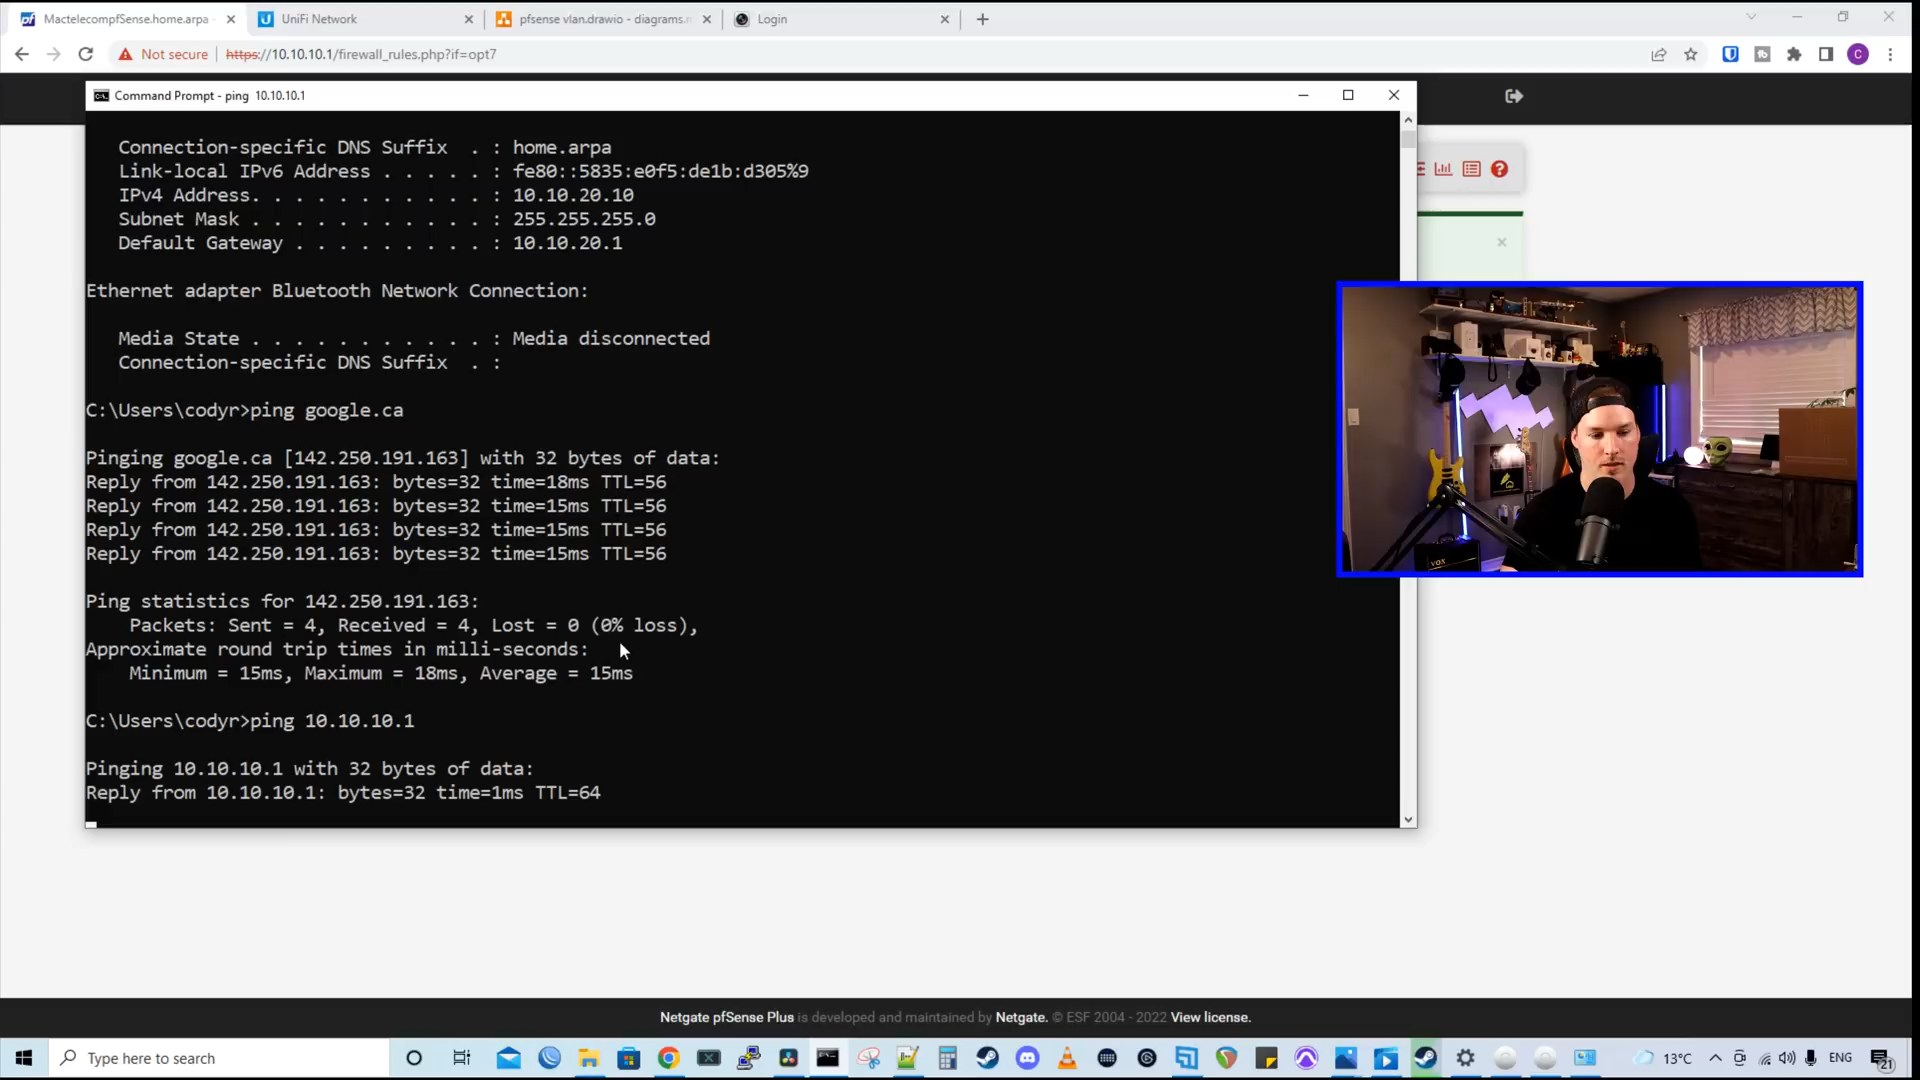 MactelecompfSense.home.arpa
UniFi Network
pfsense vlan.drawio - diagrams.n
Login
Not secure
https://10.10.10.1/firewall_rules.php?if=opt7
C
Command Prompt - ping 10.10.10.1
Connection-specific DNS Suffix . : home.arpa
Link-local IPv6 Address . . . . . : fe80::5835:e0f5:de1b:d305%9
IPv4 Address. . . . . . . . . . . : 10.10.20.10
Subnet Mask . . . . . . . . . . . : 255.255.255.0
Default Gateway . . . . . . . . . : 10.10.20.1
Ethernet adapter Bluetooth Network Connection:
Media State . . . . . . . . . . . : Media disconnected
Connection-specific DNS Suffix . :
C:\Users\codyr>ping google.ca
Pinging google.ca [142.250.191.163] with 32 bytes of data:
Reply from 142.250.191.163: bytes=32 time=18ms TTL=56
Reply from 142.250.191.163: bytes=32 time=15ms TTL=56
Reply from 142.250.191.163: bytes=32 time=15ms TTL=56
Reply from 142.250.191.163: bytes=32 time=15ms TTL=56
Ping statistics for 142.250.191.163:
Packets: Sent = 4, Received = 4, Lost = 0 (0% loss),
Approximate round trip times in milli-seconds:
Minimum = 15ms, Maximum = 18ms, Average = 15ms
C:\Users\codyr>ping 10.10.10.1
Pinging 10.10.10.1 with 32 bytes of data:
Reply from 10.10.10.1: bytes=32 time=1ms TTL=64
VOX
Netgate pfSense Plus is developed and maintained by Netgate. © ESF 2004 - 2022 View license.
Type here to search
13°C
ENG
21